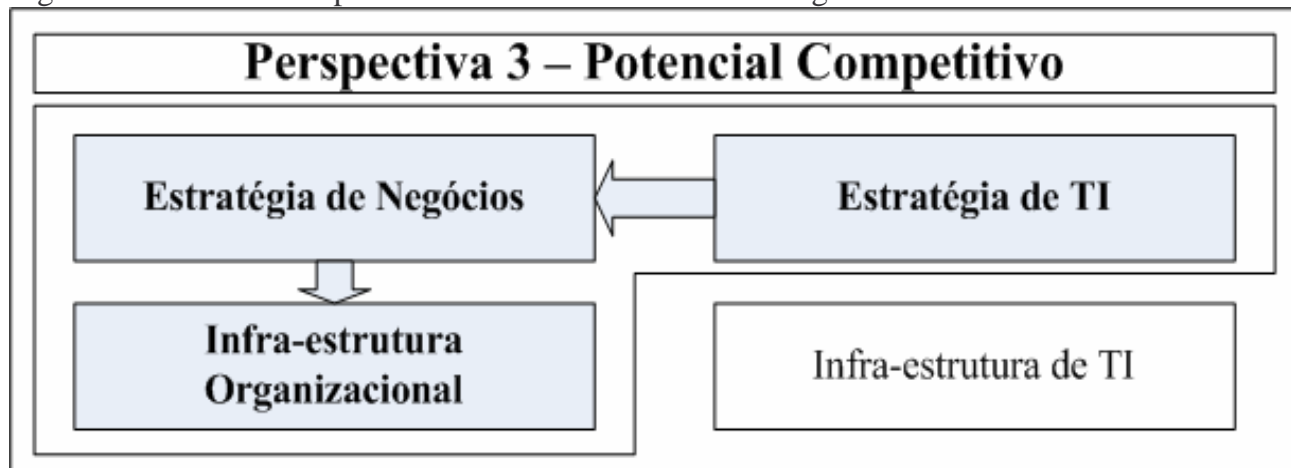 Perspectiva 3 – Potencial Competitivo
Estratégia de Negócios
Estratégia de TI
Infra-estrutura
Organizacional
Infra-estrutura de TI